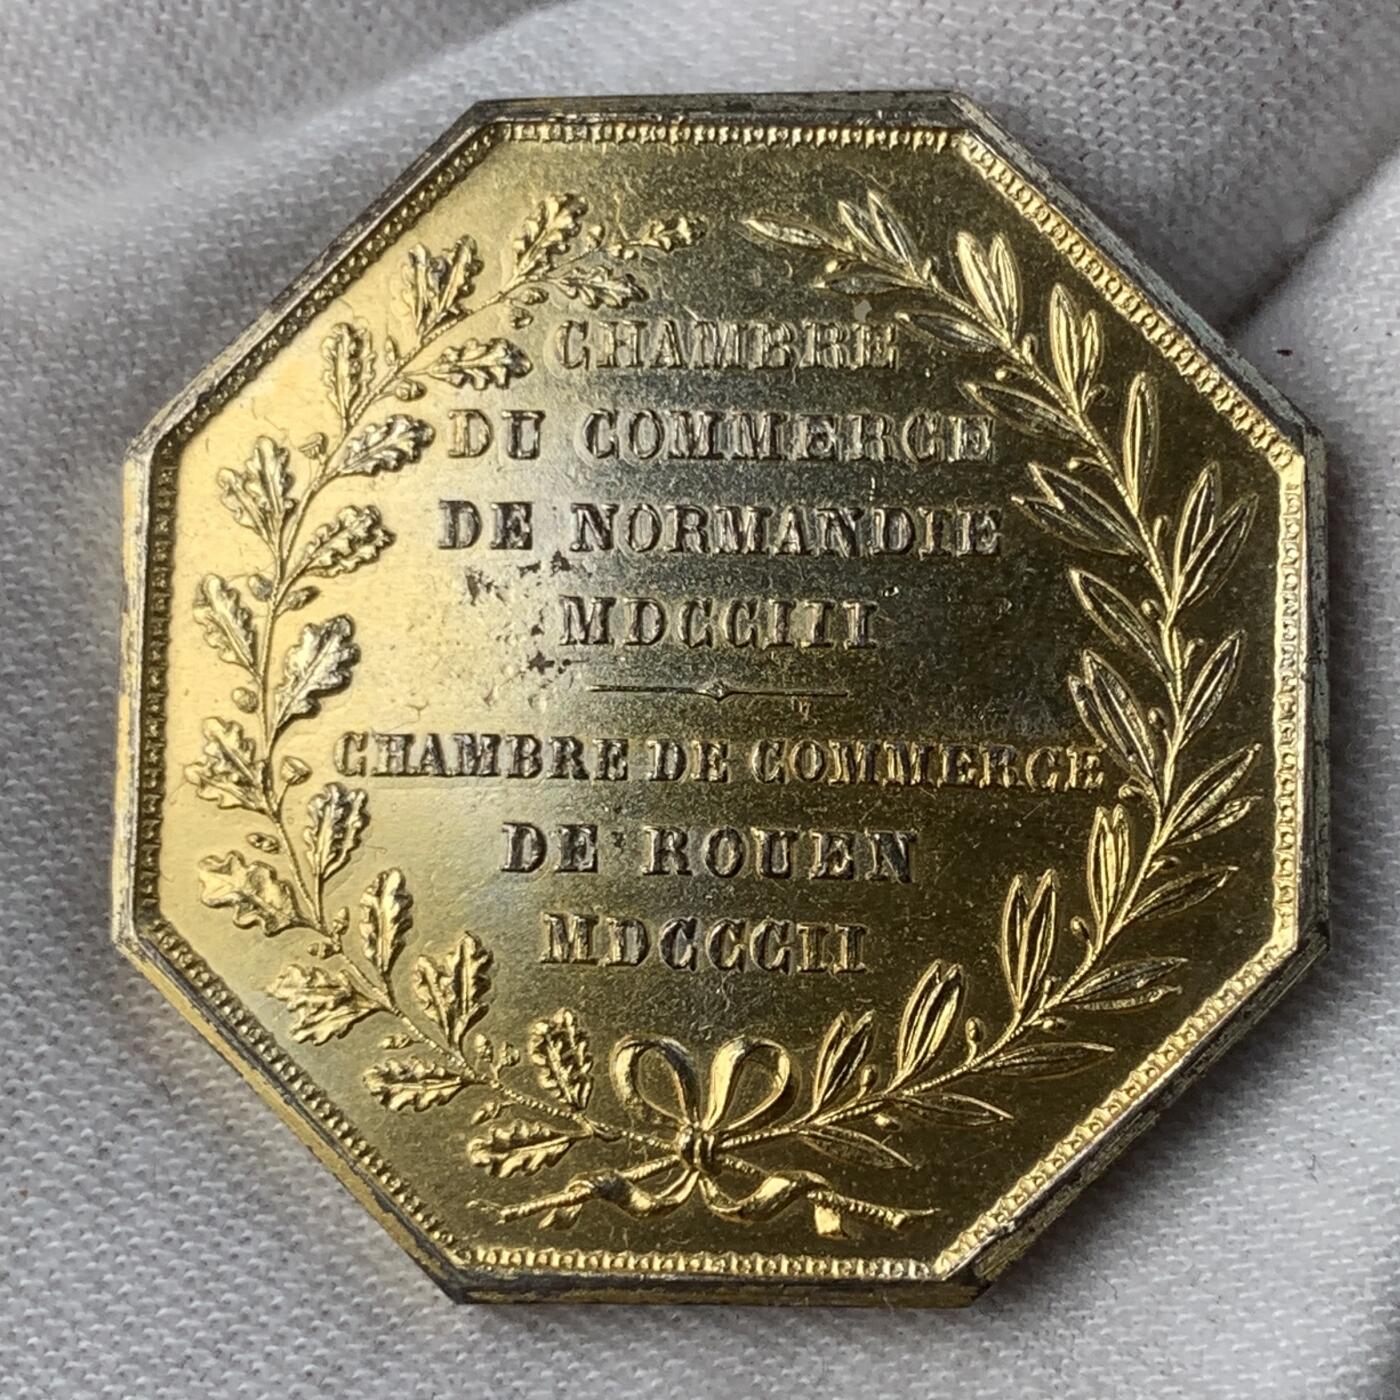 CHAMBRE
DU COMMERCE
DE NORMANDIE
MDCCIII
CHAMBRE DE COMMERCE
DE ROUEN
MDCCCII